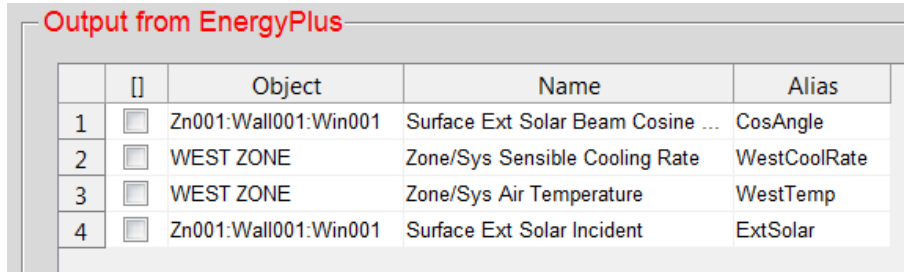 Output from EnergyPlus
[] Object Name Alias
1 Zn001:Wall001:Win001 Surface Ext Solar Beam Cosine ... CosAngle
2 WEST ZONE Zone/Sys Sensible Cooling Rate WestCoolRate
3 WEST ZONE Zone/Sys Air Temperature WestTemp
4 Zn001:Wall001:Win001 Surface Ext Solar Incident ExtSolar